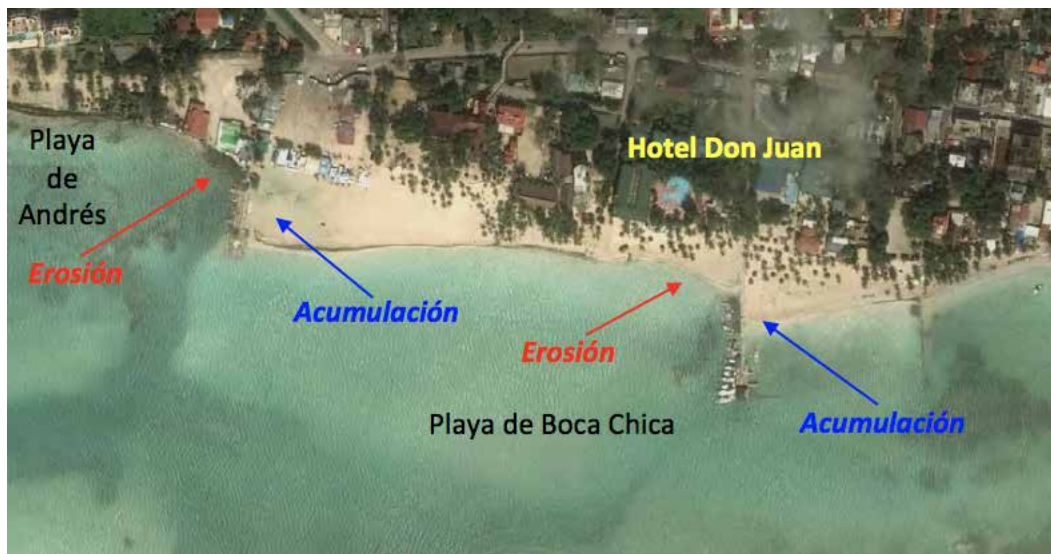 Playa
de
Andrés
Hotel Don Juan
Erosión
Acumulación
Erosión
Playa de Boca Chica
Acumulación